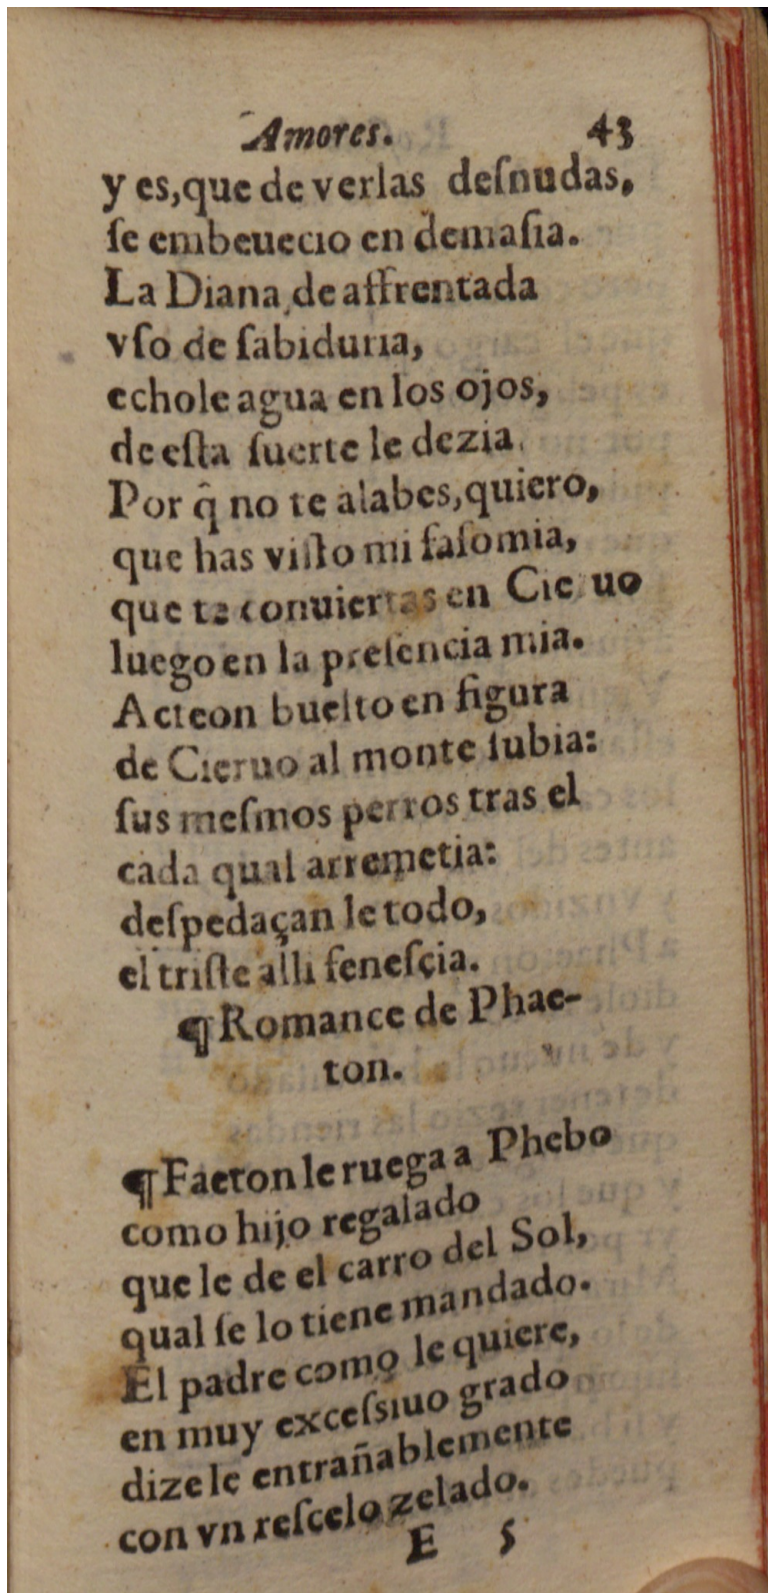 Amores. 43
y es,que de verlas deſnudas,
ſe embeuecio en demaſia.
La Diana de affrentada
vſo de ſabiduria,
echole agua en los ojos,
de eſta ſuerte le dezia.
Por q̃ no te alabes,quiero,
que has viſto mi faſomia,
que te conuiertas en Cieruo
luego en la preſencia mia.
Acteon buelto en figura
de Cieruo al monte ſubia:
ſus meſmos perros tras el
cada qual arremetia:
deſpedaçan le todo,
el triſte alli feneſçia.
¶ Romance de Phae-
ton.
¶ Faeton le ruega a Phebo
como hijo regalado
que le de el carro del Sol,
qual ſe lo tiene mandado.
El padre como le quiere,
en muy exceſsiuo grado
dize le entrañablemente
con vn reſcelo zelado.
E 5